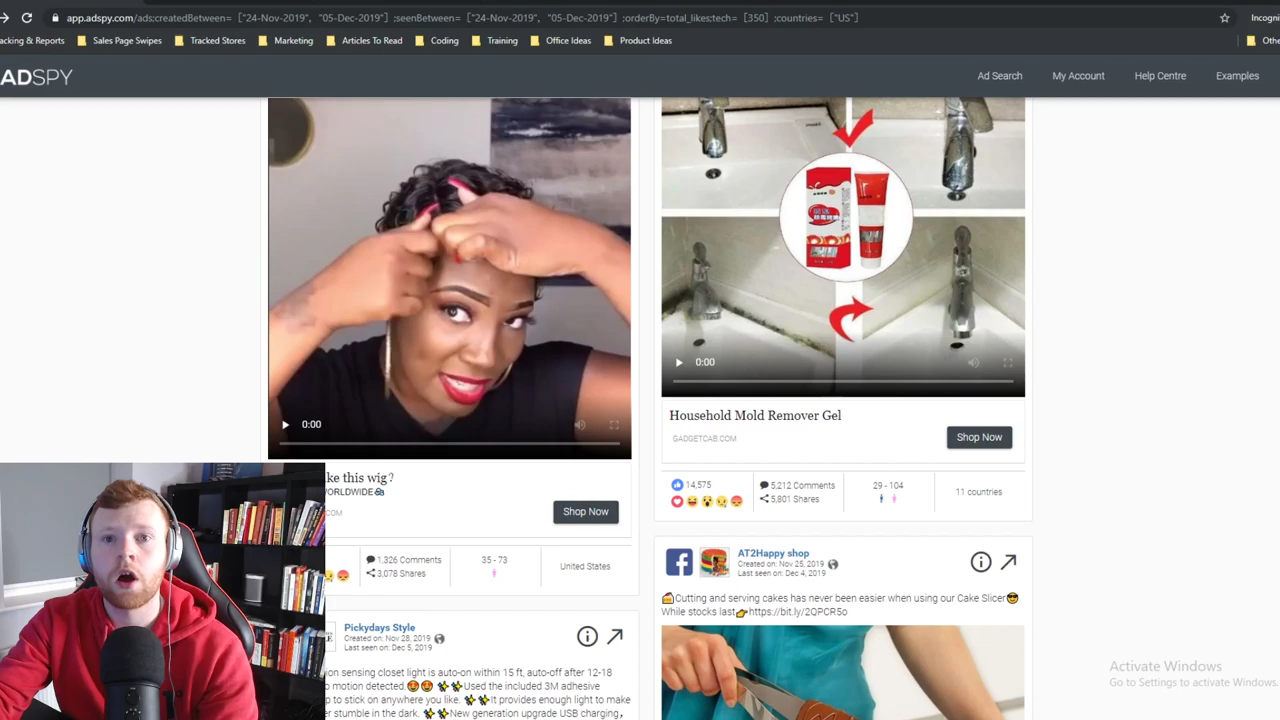 app.adspy.com/ads;createdBetween= ["24-Nov-2019", "05-Dec-2019"] ;seenBetween= ["24-Nov-2019", "05-Dec-2019"] ;orderBy=total_likes;tech= [350] ;countries= ["US"]
Incogni
acking & Reports
Sales Page Swipes
Tracked Stores
Marketing
Articles To Read
Coding
Training
Office Ideas
Product Ideas
Othe
ADSPY
Ad Search
My Account
Help Centre
Examples
0:00
ke this wig?
WORLDWIDE
COM
Shop Now
1,326 Comments
3,078 Shares
35 - 73
United States
Pickydays Style
Created on: Nov 28, 2019
Last seen on: Dec 5, 2019
on sensing closet light is auto-on within 15 ft, auto-off after 12-18
o motion detected. Used the included 3M adhesive
p to stick on anywhere you like. It provides enough light to make
r stumble in the dark. New generation upgrade USB charging,
0:00
Household Mold Remover Gel
GADGETCAB.COM
Shop Now
14,575
5,212 Comments
5,801 Shares
29 - 104
11 countries
AT2Happy shop
Created on: Nov 25, 2019
Last seen on: Dec 4, 2019
🍰Cutting and serving cakes has never been easier when using our Cake Slicer😎
While stocks last👉https://bit.ly/2QPCR5o
Activate Windows
Go to Settings to activate Windows.